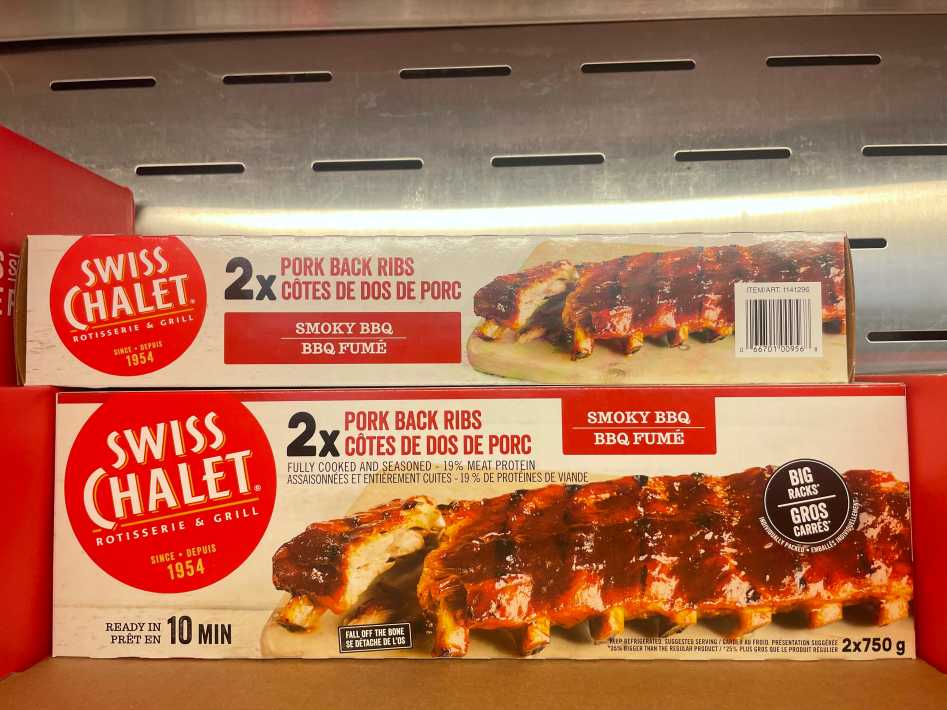 SWISS
CHALET®
ROTISSERIE & GRILL
SINCE • DEPUIS
1954
2x PORK BACK RIBS
CÔTES DE DOS DE PORC
SMOKY BBQ
BBQ FUMÉ
ITEM/ART. 1141296
0 66701 00956 8
SWISS
CHALET®
ROTISSERIE & GRILL
SINCE • DEPUIS
1954
2x PORK BACK RIBS
CÔTES DE DOS DE PORC
FULLY COOKED AND SEASONED - 19% MEAT PROTEIN
ASSAISONNÉES ET ENTIÈREMENT CUITES - 19 % DE PROTÉINES DE VIANDE
SMOKY BBQ
BBQ FUMÉ
BIG
RACKS*
GROS
CARRÉS*
INDIVIDUALLY PACKED • EMBALLÉS INDIVIDUELLEMENT
READY IN
PRÊT EN
10 MIN
FALL OFF THE BONE
SE DÉTACHE DE L'OS
KEEP REFRIGERATED. SUGGESTED SERVING / GARDER AU FROID. PRÉSENTATION SUGGÉRÉE
BIGGER THAN THE REGULAR PRODUCT / *25% PLUS GROS QUE LE PRODUIT RÉGULIER
2x750 g